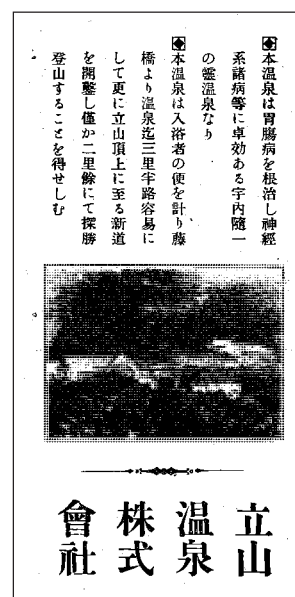 ◈本温泉は胃腸病を根治し神經
系諸病等に卓効ある宇内隨一
の靈温泉なり
◈本温泉は入浴者の便を計り藤
橋より温泉迄三里半路容易に
して更に立山頂上に至る新道
を開鑿し僅か二里餘にて探勝
登山することを得せしむ
立山
温泉
株式
會社